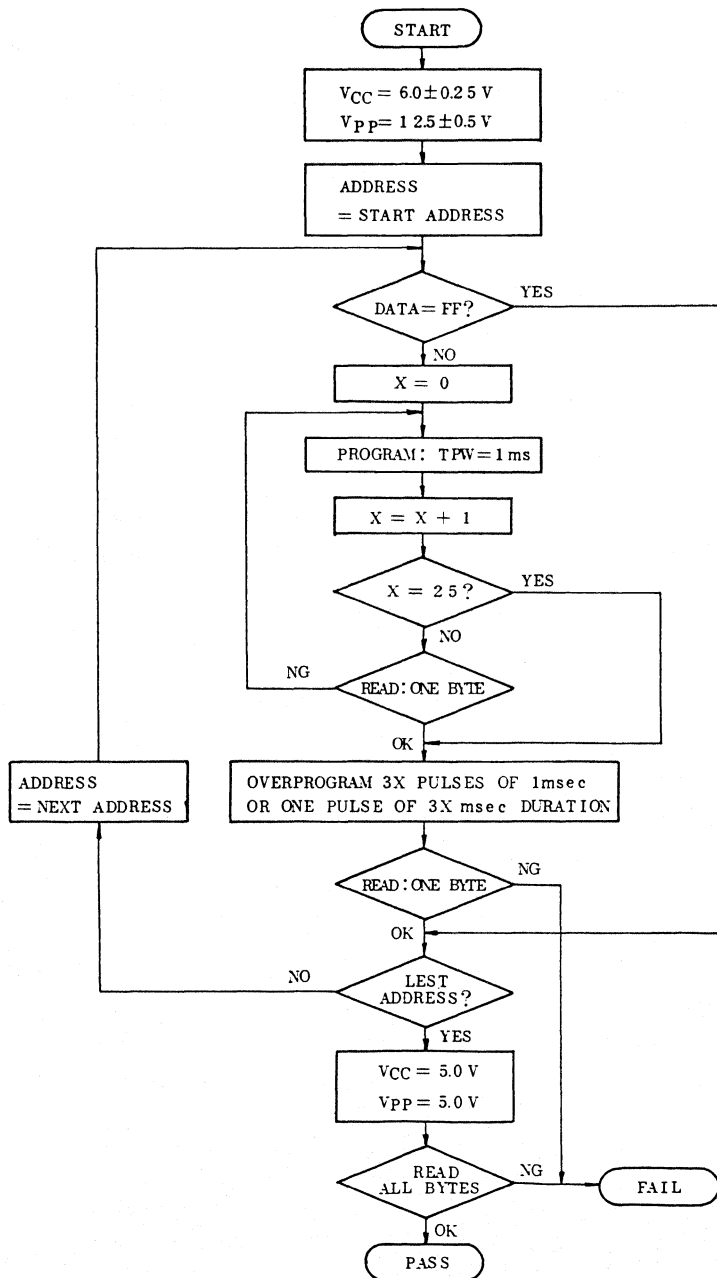 START
VCC = 6.0±0.25 V
VPP = 12.5±0.5 V
ADDRESS
= START ADDRESS
DATA=FF?
YES
NO
X = 0
PROGRAM: TPW=1ms
X = X + 1
X = 25?
YES
NO
NG
READ:ONE BYTE
OK
ADDRESS
= NEXT ADDRESS
OVERPROGRAM 3X PULSES OF 1msec
OR ONE PULSE OF 3X msec DURATION
READ:ONE BYTE
NG
OK
NO
LEST
ADDRESS?
YES
VCC = 5.0 V
VPP = 5.0 V
READ
ALL BYTES
NG
FAIL
OK
PASS